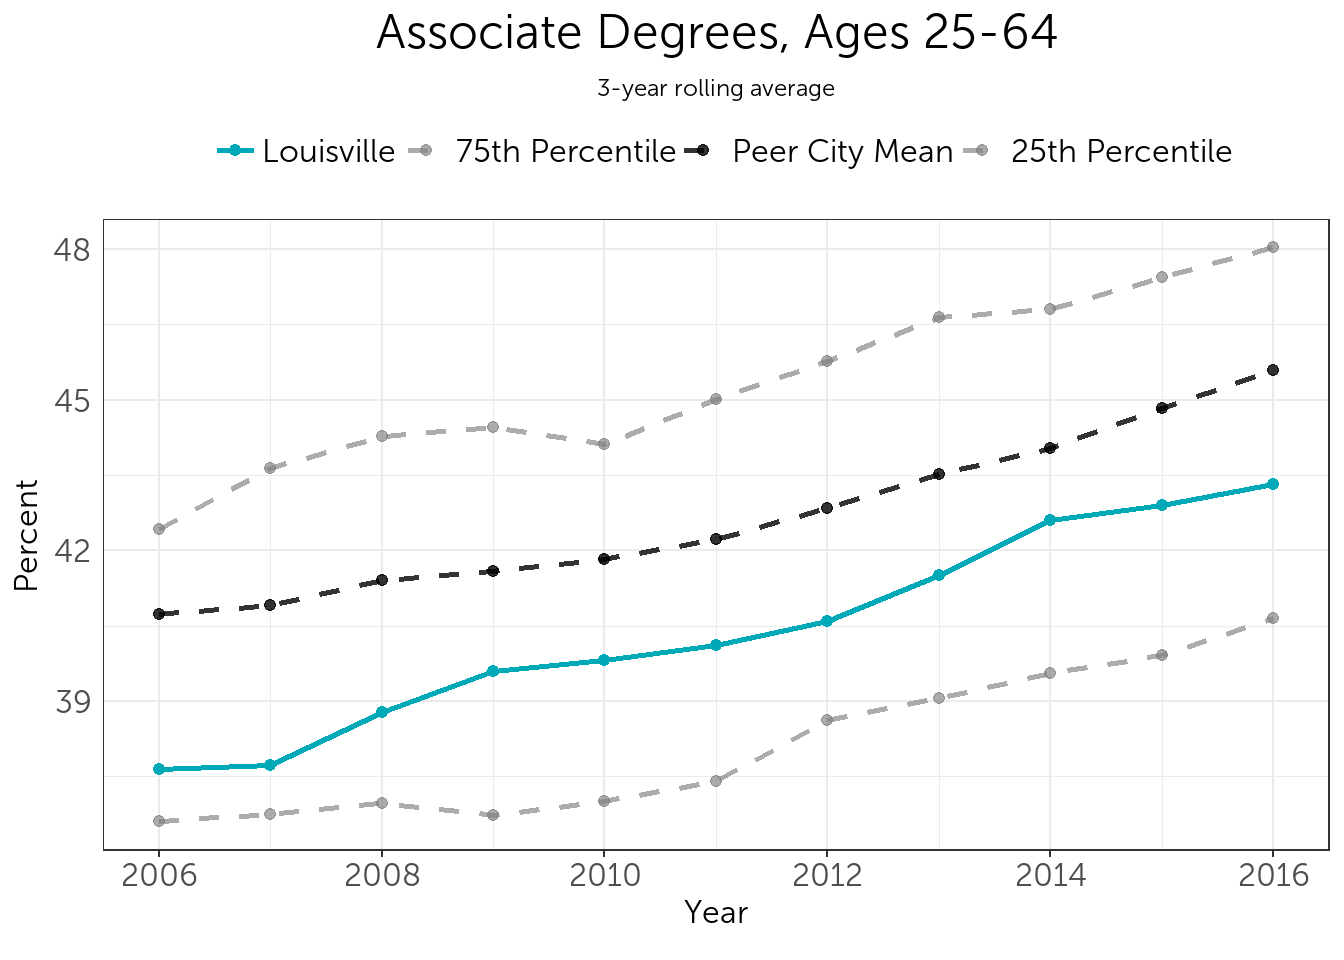 Associate Degrees, Ages 25-64
3-year rolling average
Louisville 75th Percentile Peer City Mean 25th Percentile
48
45
42
39
Percent
2006 2008 2010 2012 2014 2016
Year